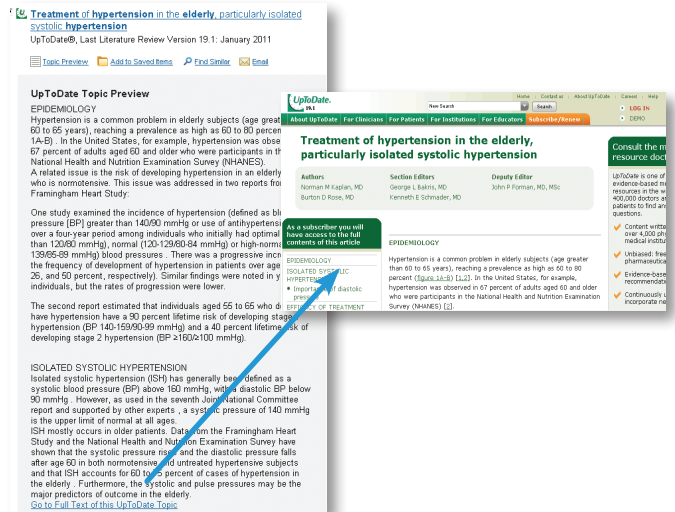 1
Treatment of hypertension in the elderly, particularly isolated
systolic hypertension
UpToDate®, Last Literature Review Version 19.1: January 2011
Topic Preview Add to Saved Items Find Similar Email
UpToDate Topic Preview
EPIDEMIOLOGY
Hypertension is a common problem in elderly subjects (age great
60 to 65 years), reaching a prevalence as high as 60 to 80 percen
1A-B) . In the United States, for example, hypertension was obse
67 percent of adults aged 60 and older who were participants in th
National Health and Nutrition Examination Survey (NHANES).
A related issue is the risk of developing hypertension in an elderly
who is normotensive. This issue was addressed in two reports fro
Framingham Heart Study:
One study examined the incidence of hypertension (defined as blo
pressure [BP] greater than 140/90 mmHg or use of antihypertensi
over a four-year period among individuals who initially had optimal
than 120/80 mmHg), normal (120-129/80-84 mmHg) or high-norma
139/85-89 mmHg) blood pressures . There was a progressive incr
the frequency of development of hypertension in patients over age
26, and 50 percent, respectively). Similar findings were noted in y
individuals, but the rates of progression were lower.
The second report estimated that individuals aged 55 to 65 who do
have hypertension have a 90 percent lifetime risk of developing stage
hypertension (BP 140-159/90-99 mmHg) and a 40 percent lifetime risk of
developing stage 2 hypertension (BP ≥160/≥100 mmHg).
ISOLATED SYSTOLIC HYPERTENSION
Isolated systolic hypertension (ISH) has generally been defined as a
systolic blood pressure (BP) above 160 mmHg, with a diastolic BP below
90 mmHg . However, as used in the seventh Joint National Committee
report and supported by other experts , a systolic pressure of 140 mmHg
is the upper limit of normal at all ages.
ISH mostly occurs in older patients. Data from the Framingham Heart
Study and the National Health and Nutrition Examination Survey have
shown that the systolic pressure rises and the diastolic pressure falls
after age 60 in both normotensive and untreated hypertensive subjects
and that ISH accounts for 60 to percent of cases of hypertension in
the elderly . Furthermore, the systolic and pulse pressures may be the
major predictors of outcome in the elderly.
Go to Full Text of this UpToDate Topic
UpToDate.
19.1
Home Contact us About UpToDate Careers Help
New Search Search
LOG IN
DEMO
About UpToDate For Clinicians For Patients For Institutions For Educators Subscribe/Renew
Treatment of hypertension in the elderly,
particularly isolated systolic hypertension
Authors
Norman M Kaplan, MD
Burton D Rose, MD
Section Editors
George L Bakris, MD
Kenneth E Schmader, MD
Deputy Editor
John P Forman, MD, MSc
As a subscriber you will
have access to the full
contents of this article
EPIDEMIOLOGY
ISOLATED SYSTOLIC
HYPERTENSION
Importance of diastolic
pressure
EFFICACY OF TREATMENT
EPIDEMIOLOGY
Hypertension is a common problem in elderly subjects (age greater
than 60 to 65 years), reaching a prevalence as high as 60 to 80
percent (figure 1A-B) [1,2]. In the United States, for example,
hypertension was observed in 67 percent of adults aged 60 and older
who were participants in the National Health and Nutrition Examination
Survey (NHANES) [2].
Consult the m
resource doct
UpToDate is one of
evidence-based me
resources in the w
400,000 doctors an
patients to find ans
questions.
Content writte
over 4,000 phy
medical institu
Unbiased: free
pharmaceutica
Evidence-base
recommendatio
Continuously u
incorporate ne